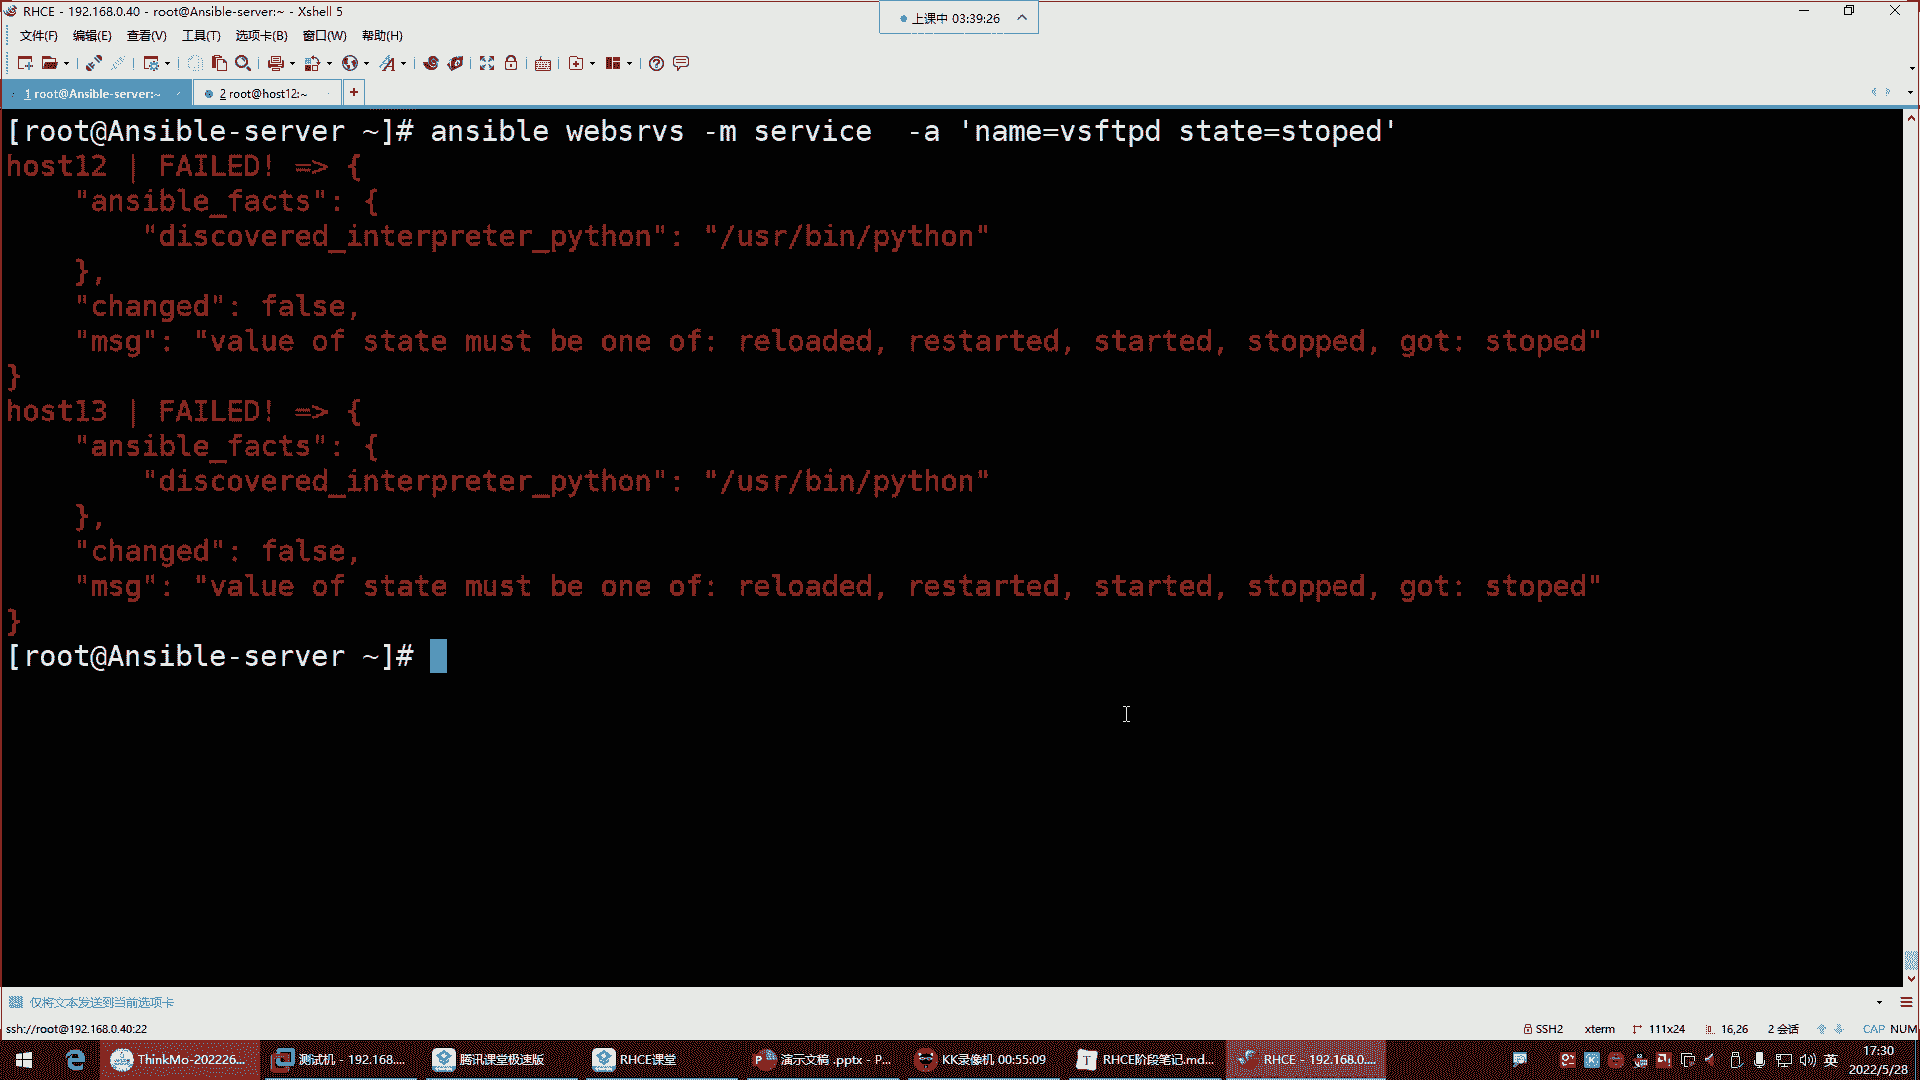 RHCE - 192.168.0.40 - root@Ansible-server:~ - Xshell 5
上课中 03:39:26
文件(F) 编辑(E) 查看(V) 工具(T) 选项卡(B) 窗口(W) 帮助(H)
1 root@Ansible-server:~ 2 root@host12:~ +
[root@Ansible-server ~]# ansible websrvs -m service  -a 'name=vsftpd state=stoped'
host12 | FAILED! => {
    "ansible_facts": {
        "discovered_interpreter_python": "/usr/bin/python"
    },
    "changed": false,
    "msg": "value of state must be one of: reloaded, restarted, started, stopped, got: stoped"
}
host13 | FAILED! => {
    "ansible_facts": {
        "discovered_interpreter_python": "/usr/bin/python"
    },
    "changed": false,
    "msg": "value of state must be one of: reloaded, restarted, started, stopped, got: stoped"
}
[root@Ansible-server ~]#
仅将文本发送到当前选项卡
ssh://root@192.168.0.40:22 SSH2 xterm 111x24 16,26 2 会话 CAP NUM
ThinkMo-202226... 测试机 - 192.168.... 腾讯课堂极速版 RHCE课堂 演示文稿 .pptx - P... KK录像机 00:55:09 RHCE阶段笔记.md... RHCE - 192.168.0.... 英 17:30
2022/5/28